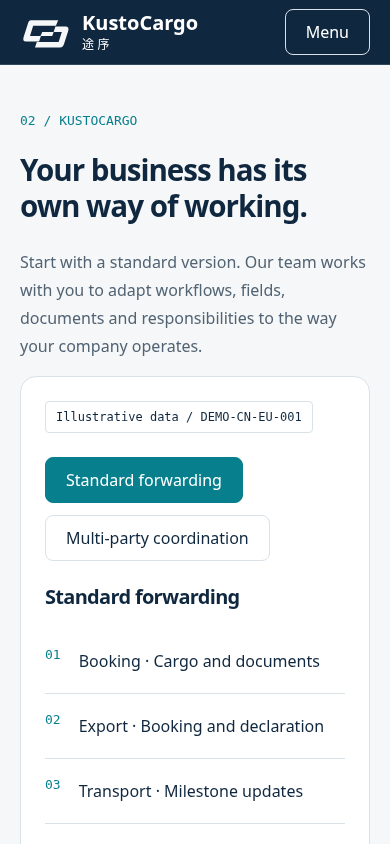 KustoCargo
途序
Menu
02 / KUSTOCARGO
Your business has its
own way of working.
Start with a standard version. Our team works
with you to adapt workflows, fields,
documents and responsibilities to the way
your company operates.
Illustrative data / DEMO-CN-EU-001
Standard forwarding
Multi-party coordination
Standard forwarding
01 Booking · Cargo and documents
02 Export · Booking and declaration
03 Transport · Milestone updates